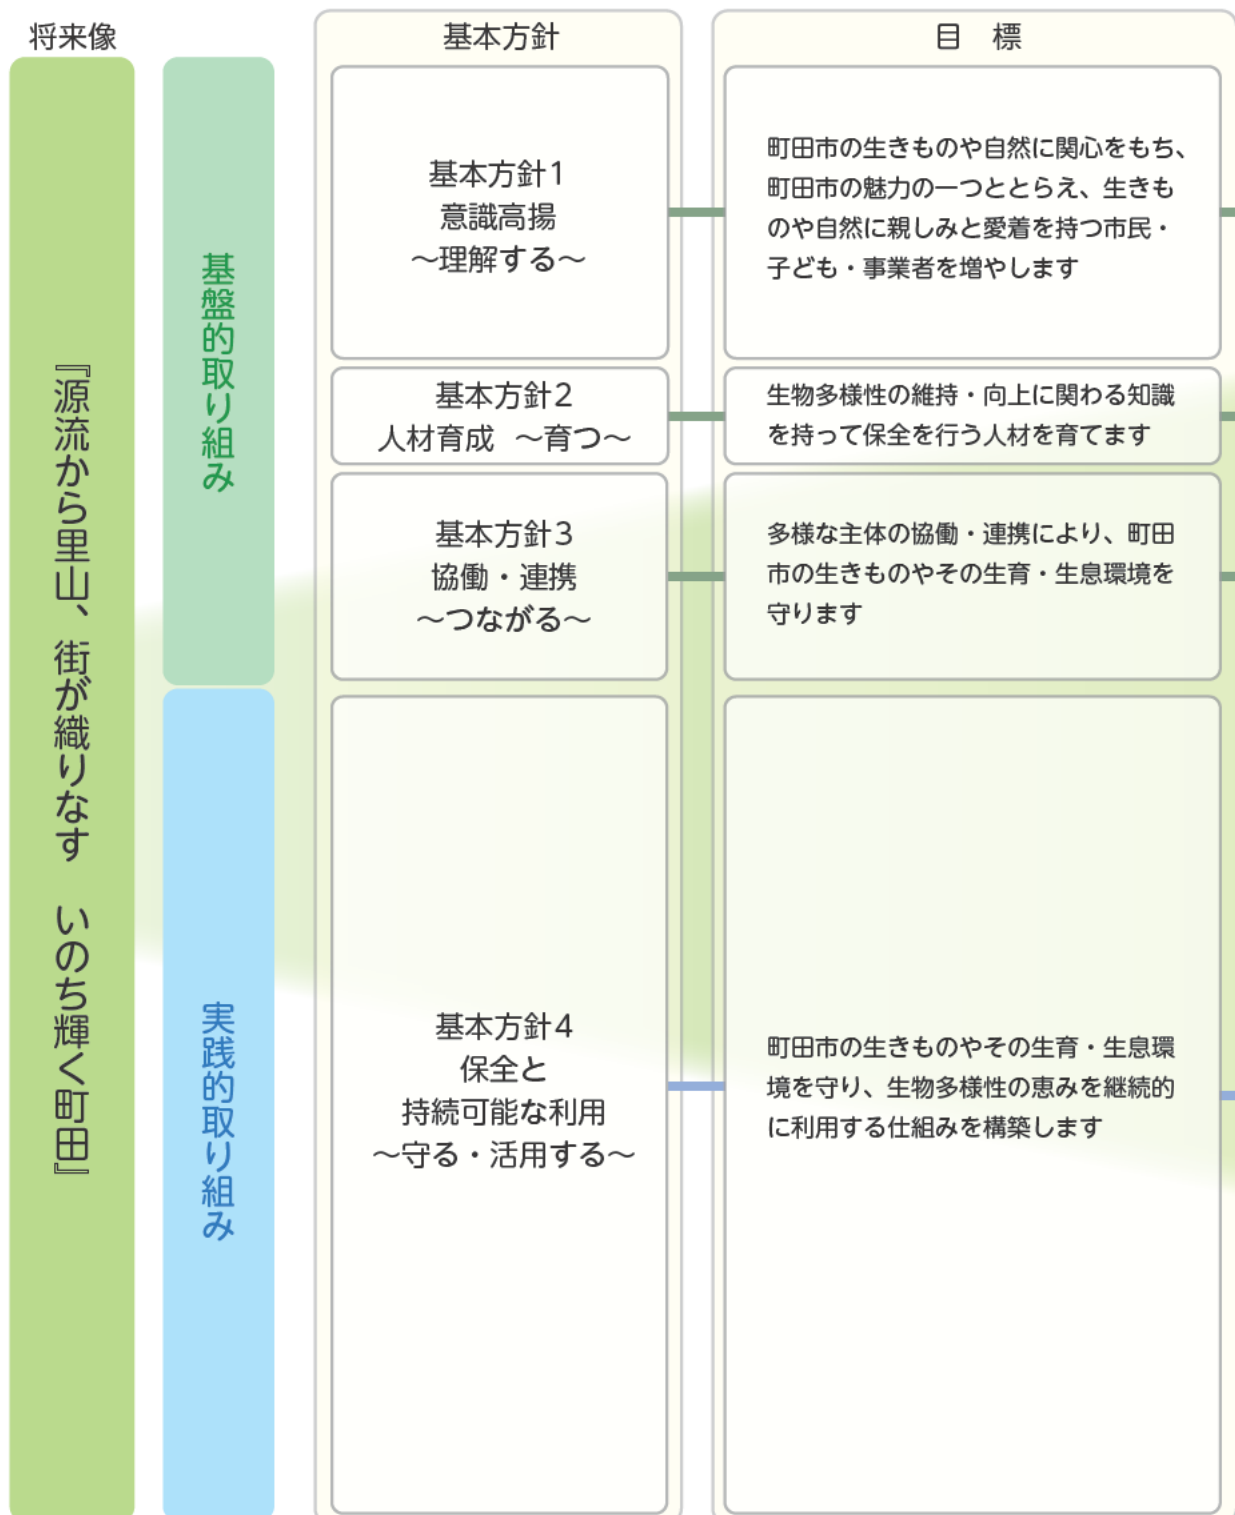 将来像
『源流から里山、街が織りなす　いのち輝く町田』
基盤的取り組み
実践的取り組み
基本方針
目　標
基本方針1
意識高揚
～理解する～
町田市の生きものや自然に関心をもち、
町田市の魅力の一つととらえ、生きも
のや自然に親しみと愛着を持つ市民・
子ども・事業者を増やします
基本方針2
人材育成　～育つ～
生物多様性の維持・向上に関わる知識
を持って保全を行う人材を育てます
基本方針3
協働・連携
～つながる～
多様な主体の協働・連携により、町田
市の生きものやその生育・生息環境を
守ります
基本方針4
保全と
持続可能な利用
～守る・活用する～
町田市の生きものやその生育・生息環
境を守り、生物多様性の恵みを継続的
に利用する仕組みを構築します